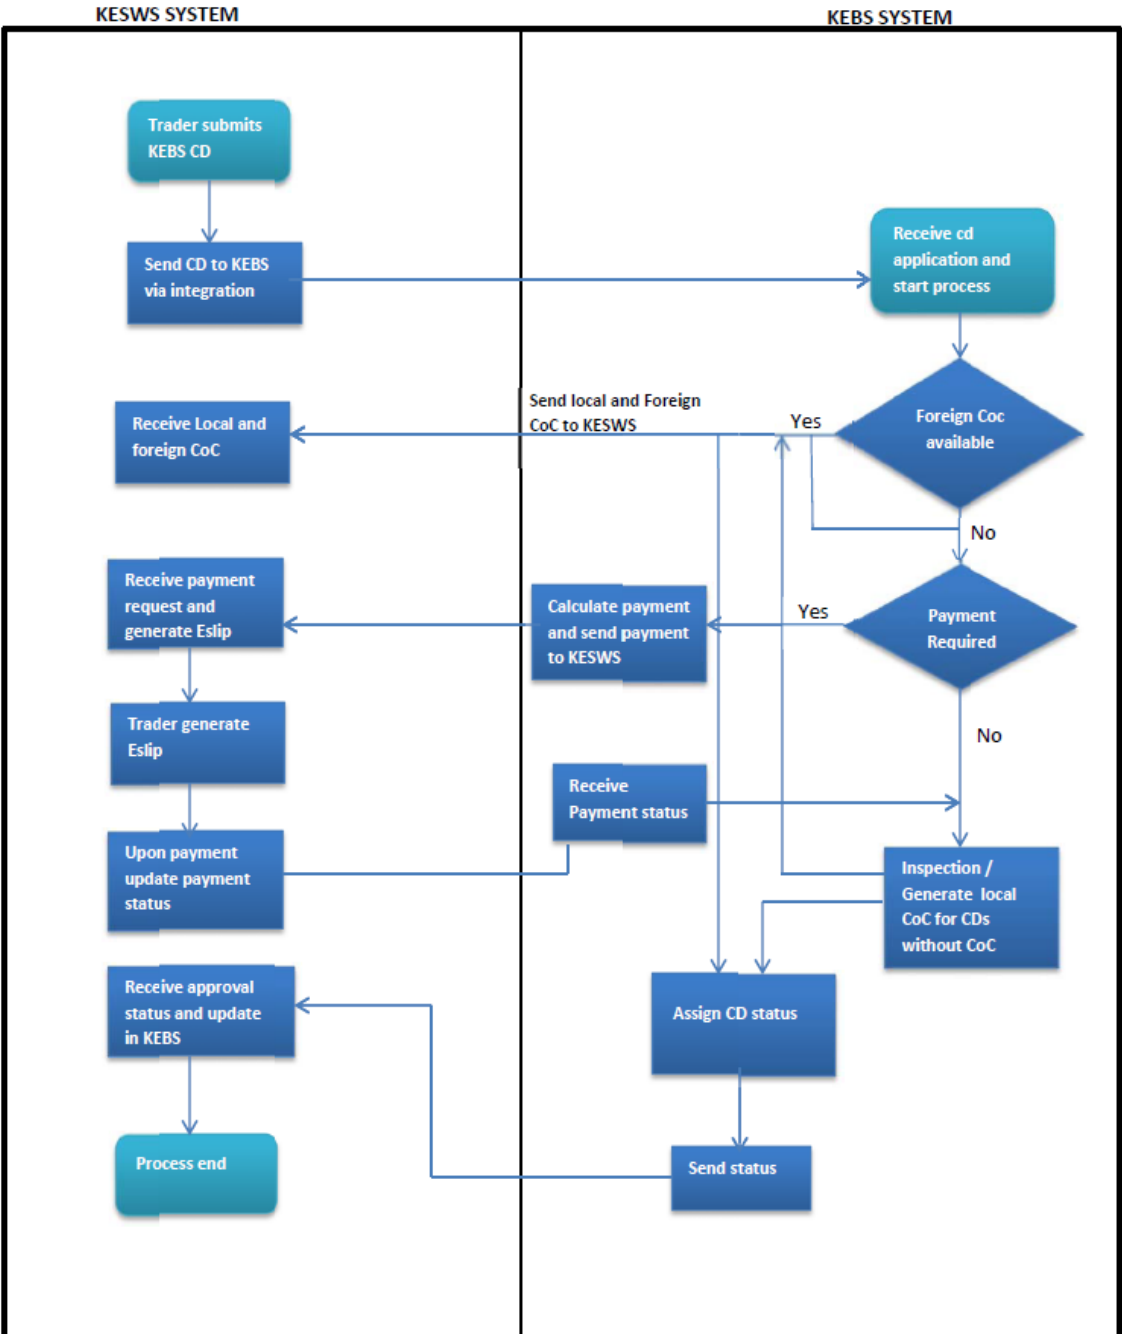 KESWS SYSTEM
KEBS SYSTEM
Trader submits
KEBS CD
Send CD to KEBS
via integration
Receive cd
application and
start process
Foreign Coc
available
Yes
No
Send local and Foreign
CoC to KESWS
Receive Local and
foreign CoC
Payment
Required
Yes
No
Calculate payment
and send payment
to KESWS
Receive payment
request and
generate Eslip
Trader generate
Eslip
Upon payment
update payment
status
Receive
Payment status
Inspection /
Generate local
CoC for CDs
without CoC
Assign CD status
Send status
Receive approval
status and update
in KEBS
Process end